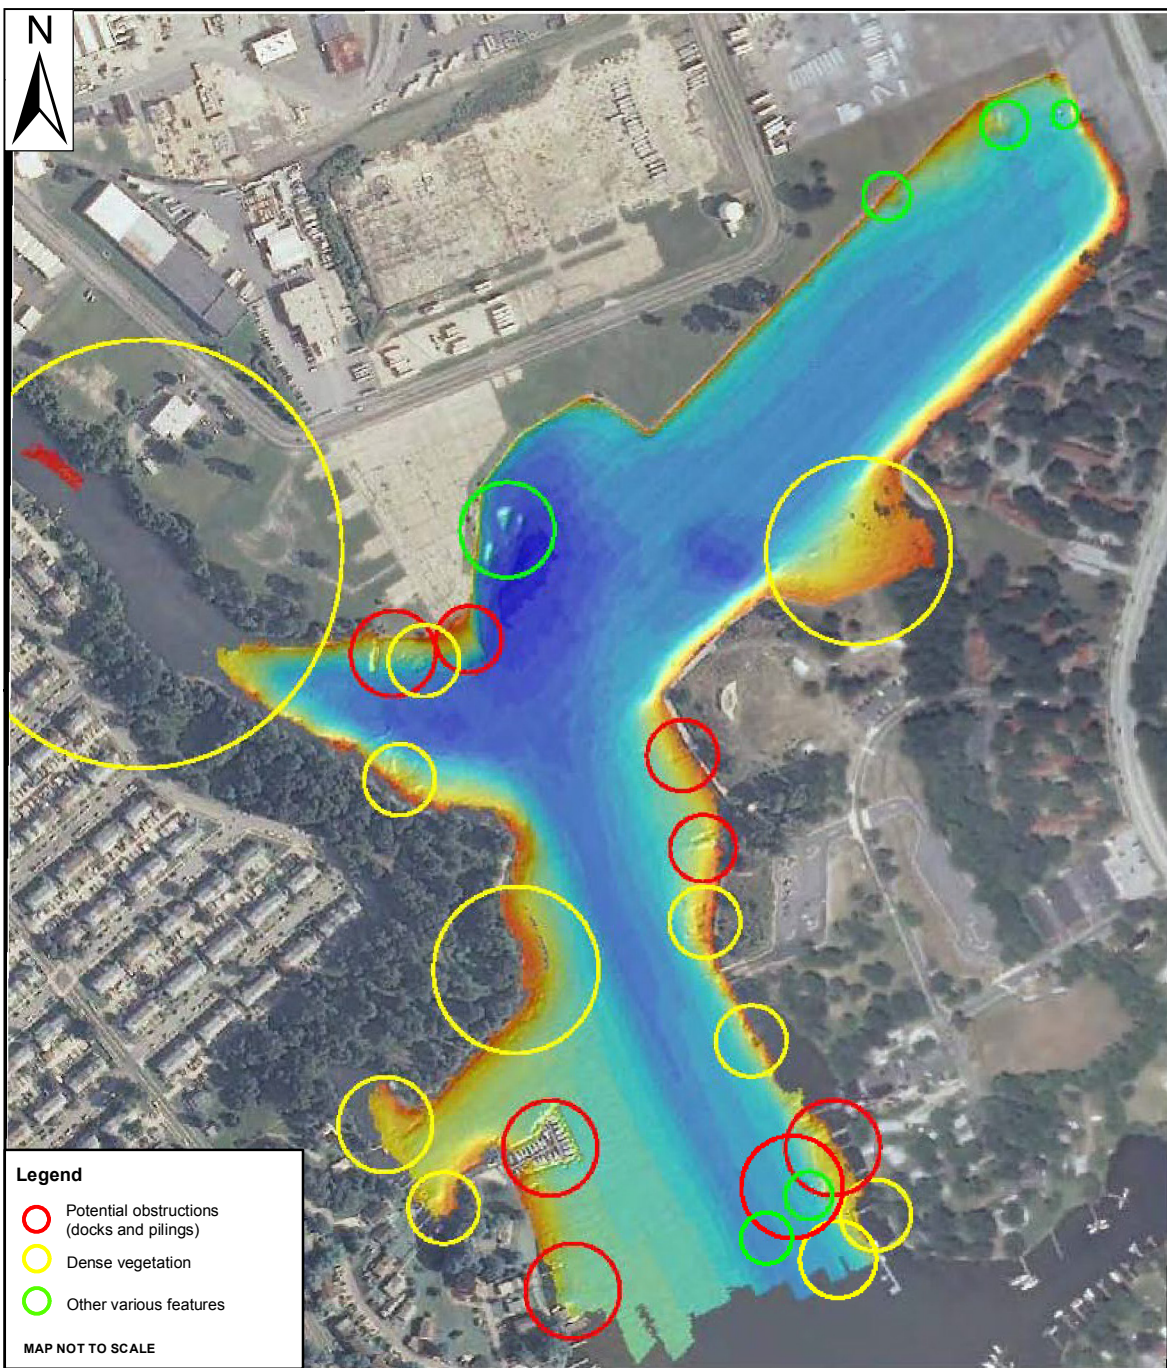 N
Legend
Potential obstructions
(docks and pilings)
Dense vegetation
Other various features
MAP NOT TO SCALE